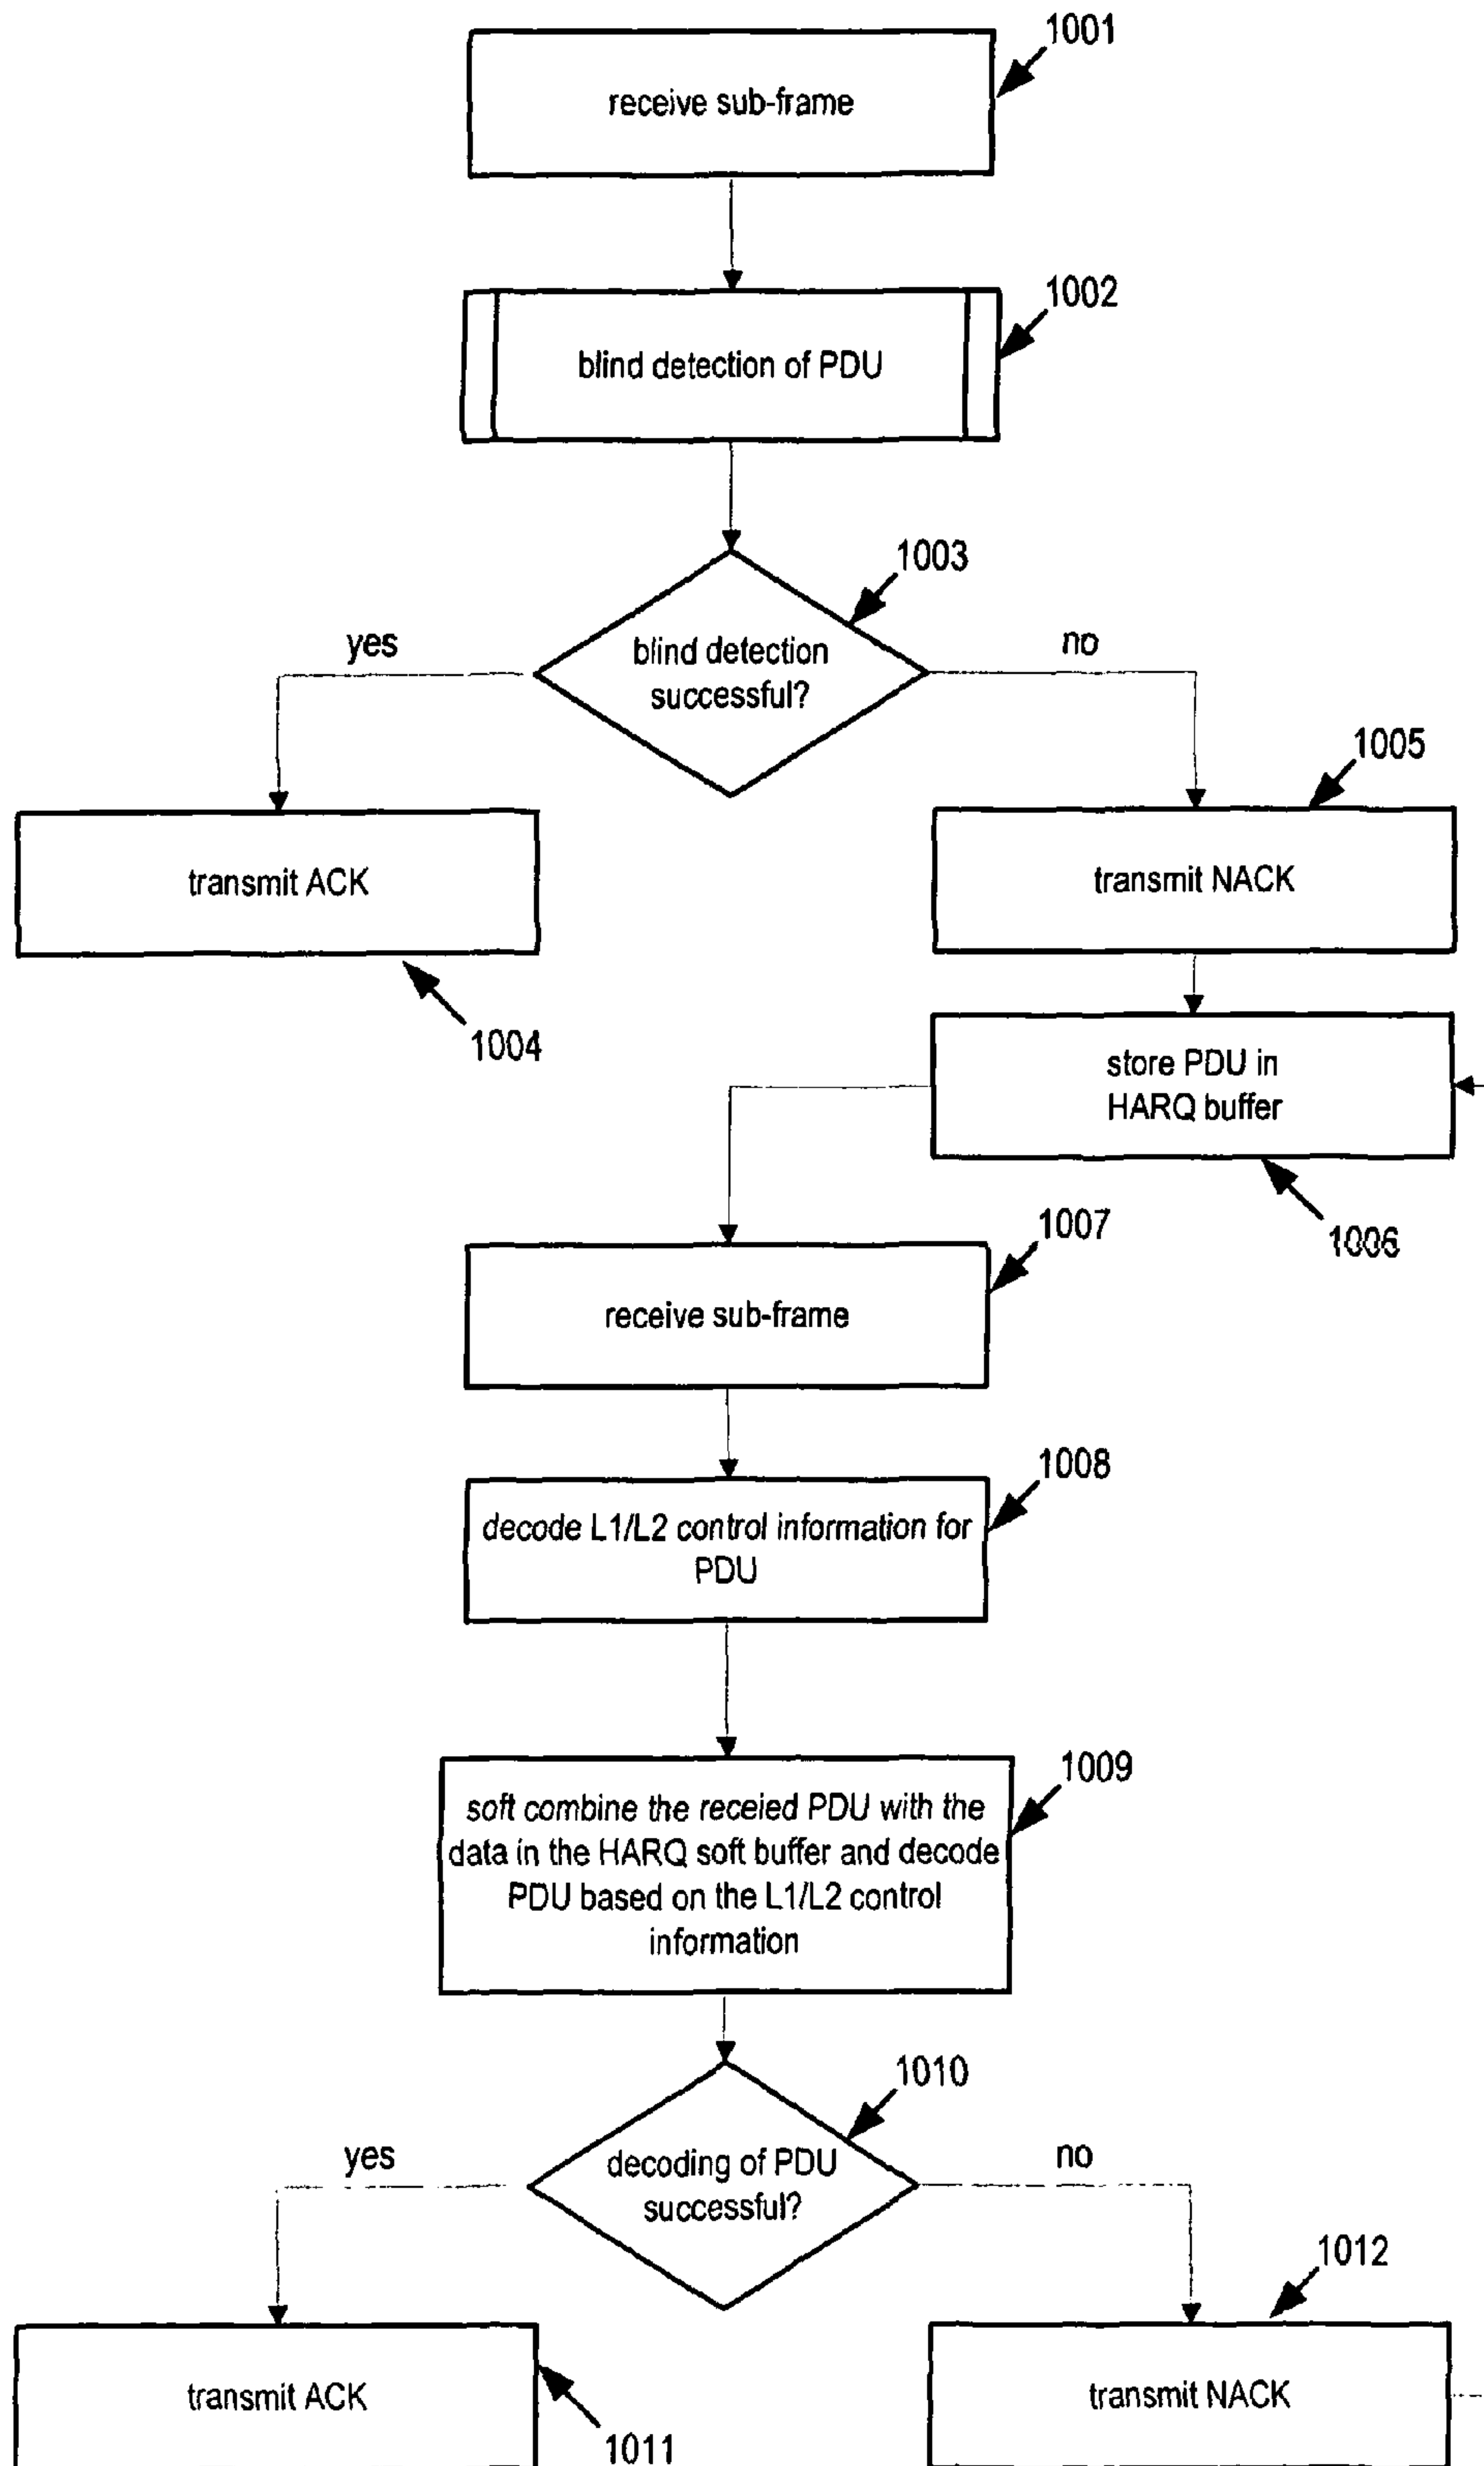 1001
receive sub-frame
1002
blind detection of PDU
1003
blind detection
successful?
yes
no
1005
transmit ACK
transmit NACK
1004
store PDU in
HARQ buffer
1006
1007
receive sub-frame
1008
decode L1/L2 control information for
PDU
1009
soft combine the receied PDU with the
data in the HARQ soft buffer and decode
PDU based on the L1/L2 control
information
1010
decoding of PDU
successful?
yes
no
1012
transmit ACK
transmit NACK
1011